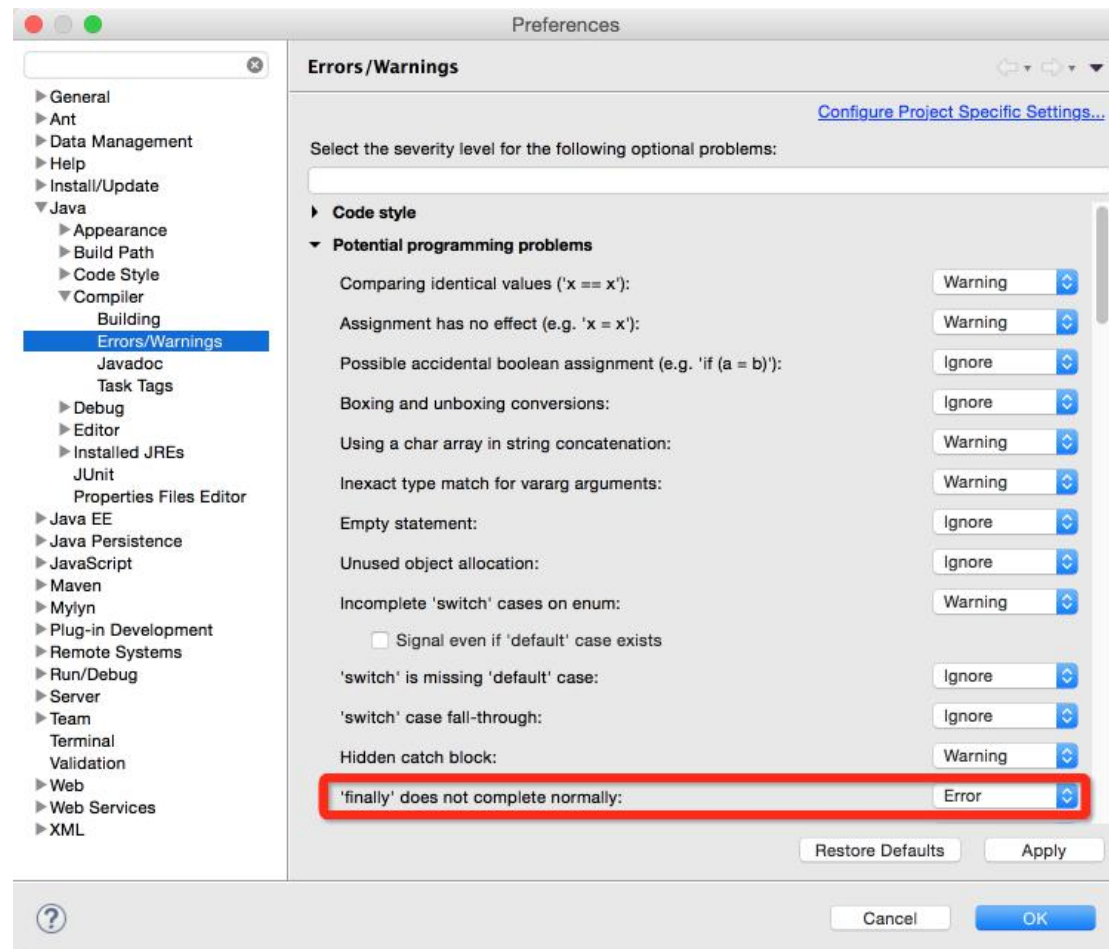 Preferences
General
Ant
Data Management
Help
Install/Update
Java
Appearance
Build Path
Code Style
Compiler
Building
Errors/Warnings
Javadoc
Task Tags
Debug
Editor
Installed JREs
JUnit
Properties Files Editor
Java EE
Java Persistence
JavaScript
Maven
Mylyn
Plug-in Development
Remote Systems
Run/Debug
Server
Team
Terminal
Validation
Web
Web Services
XML
Errors/Warnings
Configure Project Specific Settings...
Select the severity level for the following optional problems:
Code style
Potential programming problems
Comparing identical values ('x == x'): Warning
Assignment has no effect (e.g. 'x = x'): Warning
Possible accidental boolean assignment (e.g. 'if (a = b)'): Ignore
Boxing and unboxing conversions: Ignore
Using a char array in string concatenation: Warning
Inexact type match for vararg arguments: Warning
Empty statement: Ignore
Unused object allocation: Ignore
Incomplete 'switch' cases on enum: Warning
Signal even if 'default' case exists
'switch' is missing 'default' case: Ignore
'switch' case fall-through: Ignore
Hidden catch block: Warning
'finally' does not complete normally: Error
Restore Defaults Apply
? Cancel OK